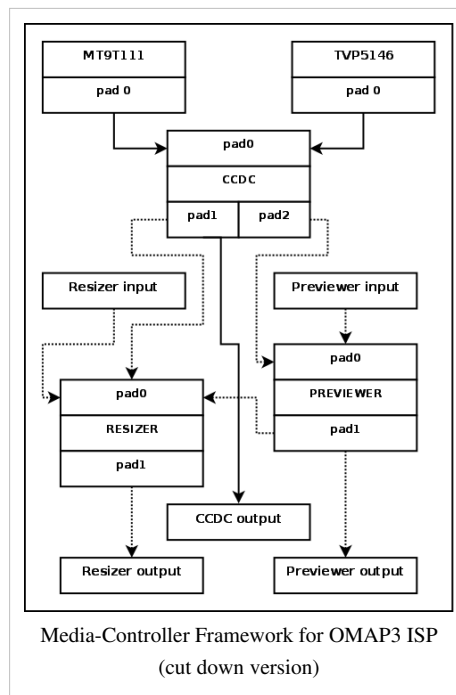 MT9T111
TVP5146
pad 0
pad 0
pad0
CCDC
pad1
pad2
Resizer input
Previewer input
pad0
pad0
PREVIEWER
RESIZER
pad1
pad1
CCDC output
Resizer output
Previewer output
Media-Controller Framework for OMAP3 ISP
(cut down version)